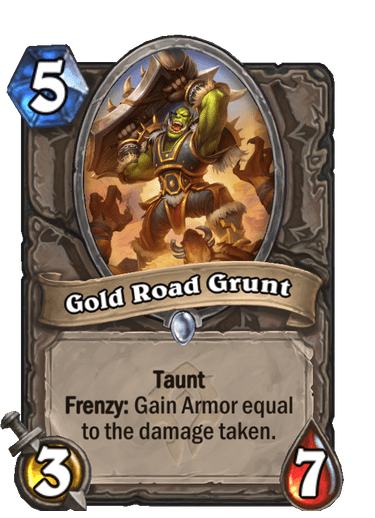 5
Gold Road Grunt
Taunt
Frenzy: Gain Armor equal
to the damage taken.
3
7